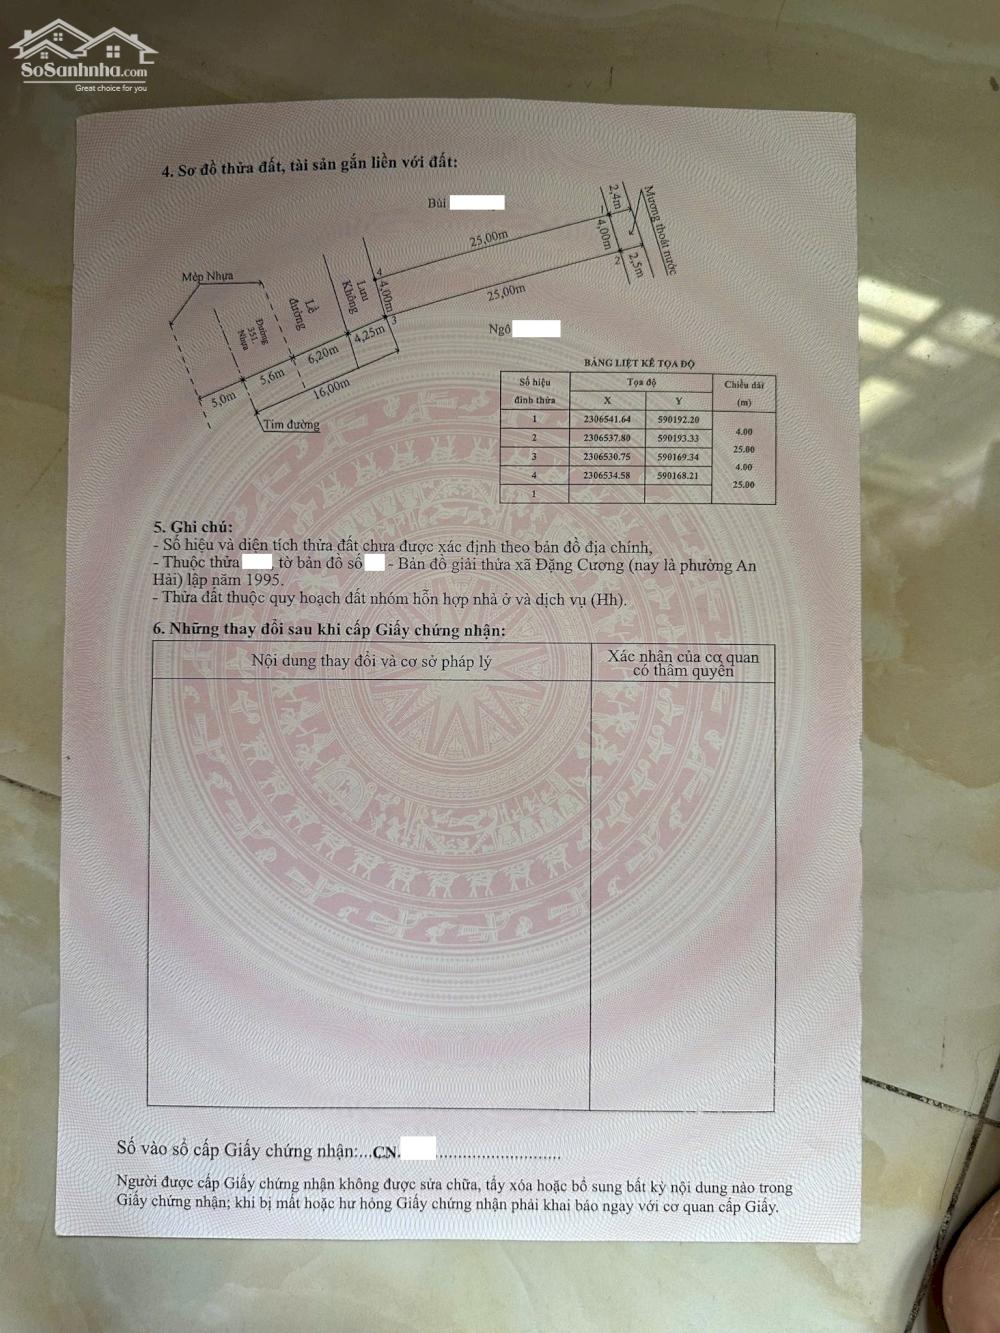 SoSanhnha.com
Great choice for you
4. Sơ đồ thửa đất, tài sản gắn liền với đất:
Bùi
2,4m
Mương thoát nước
1
4,00m
25,00m
2
2,5m
Mép Nhựa
4
Lưu
Không
4,00m
25,00m
3
Lề
đường
Đường
351.
Nhựa
Ngô
4,25m
6,20m
5,6m
16,00m
5,0m
Tim đường
BẢNG LIỆT KÊ TỌA ĐỘ
Số hiệu
đỉnh thửa
Tọa độ
Chiều dài
(m)
X
Y
1 2306541.64 590192.20
4.00
2 2306537.80 590193.33
25.00
3 2306530.75 590169.34
4.00
4 2306534.58 590168.21
25.00
1
5. Ghi chú:
- Số hiệu và diện tích thửa đất chưa được xác định theo bản đồ địa chính,
- Thuộc thửa , tờ bản đồ số - Bản đồ giải thửa xã Đặng Cương (nay là phường An
Hải) lập năm 1995.
- Thửa đất thuộc quy hoạch đất nhóm hỗn hợp nhà ở và dịch vụ (Hh).
6. Những thay đổi sau khi cấp Giấy chứng nhận:
Nội dung thay đổi và cơ sở pháp lý
Xác nhận của cơ quan
có thẩm quyền
Số vào sổ cấp Giấy chứng nhận:...CN. ............................
Người được cấp Giấy chứng nhận không được sửa chữa, tẩy xóa hoặc bổ sung bất kỳ nội dung nào trong
Giấy chứng nhận; khi bị mất hoặc hư hỏng Giấy chứng nhận phải khai báo ngay với cơ quan cấp Giấy.